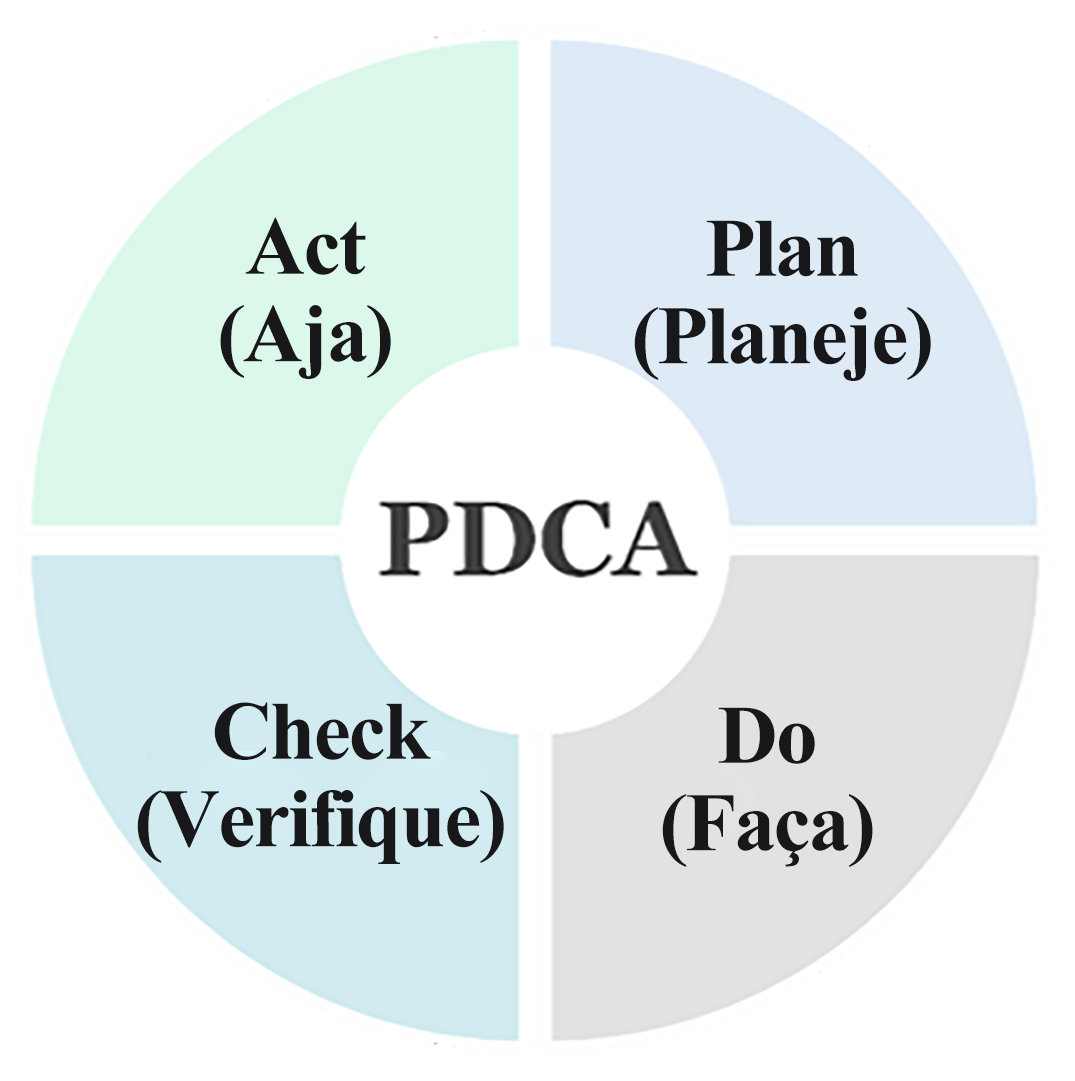 Act
(Aja)
Plan
(Planeje)
PDCA
Check
(Verifique)
Do
(Faça)